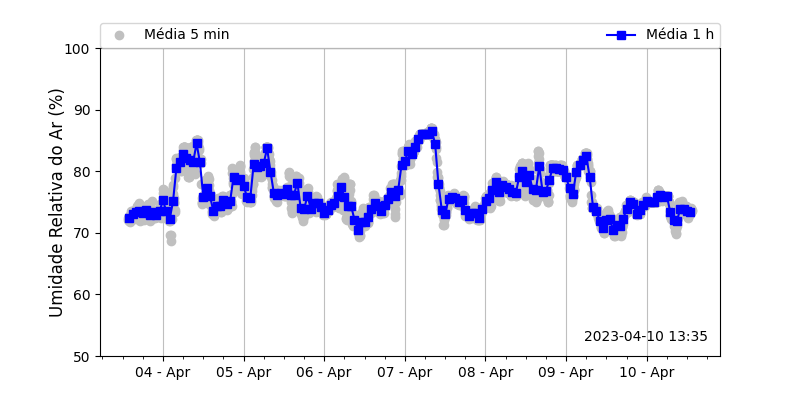 Média 5 min
Média 1 h
100
90
80
70
60
50
Umidade Relativa do Ar (%)
2023-04-10 13:35
04 - Apr
05 - Apr
06 - Apr
07 - Apr
08 - Apr
09 - Apr
10 - Apr